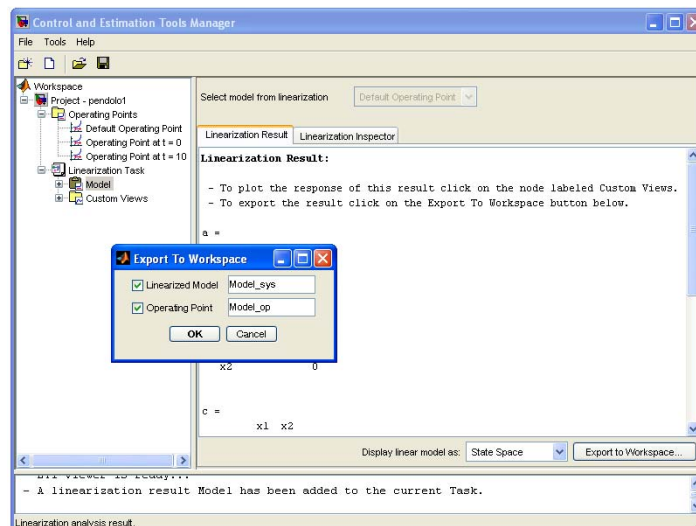 Control and Estimation Tools Manager
File Tools Help
Workspace
Project - pendolo1
Operating Points
Default Operating Point
Operating Point at t = 0
Operating Point at t = 10
Linearization Task
Model
Custom Views
Select model from linearization Default Operating Point
Linearization Result Linearization Inspector
Linearization Result:
- To plot the response of this result click on the node labeled Custom Views.
- To export the result click on the Export To Workspace button below.
a =
Export To Workspace
Linearized Model Model_sys
Operating Point Model_op
OK Cancel
x2 0
c =
x1 x2
Display linear model as: State Space Export to Workspace...
LTI Viewer is ready...
- A linearization result Model has been added to the current Task.
Linearization analysis result.